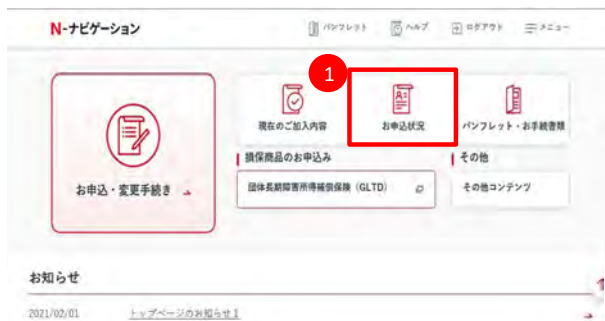 N-ナビゲーション
パンフレット
ヘルプ
ログアウト
メニュー
1
現在のご加入内容
お申込状況
パンフレット・お手続書類
お申込・変更手続き
損保商品のお申込み
団体長期障害所得補償保険（GLTD）
その他
その他コンテンツ
お知らせ
2021/02/01 トップページのお知らせ1